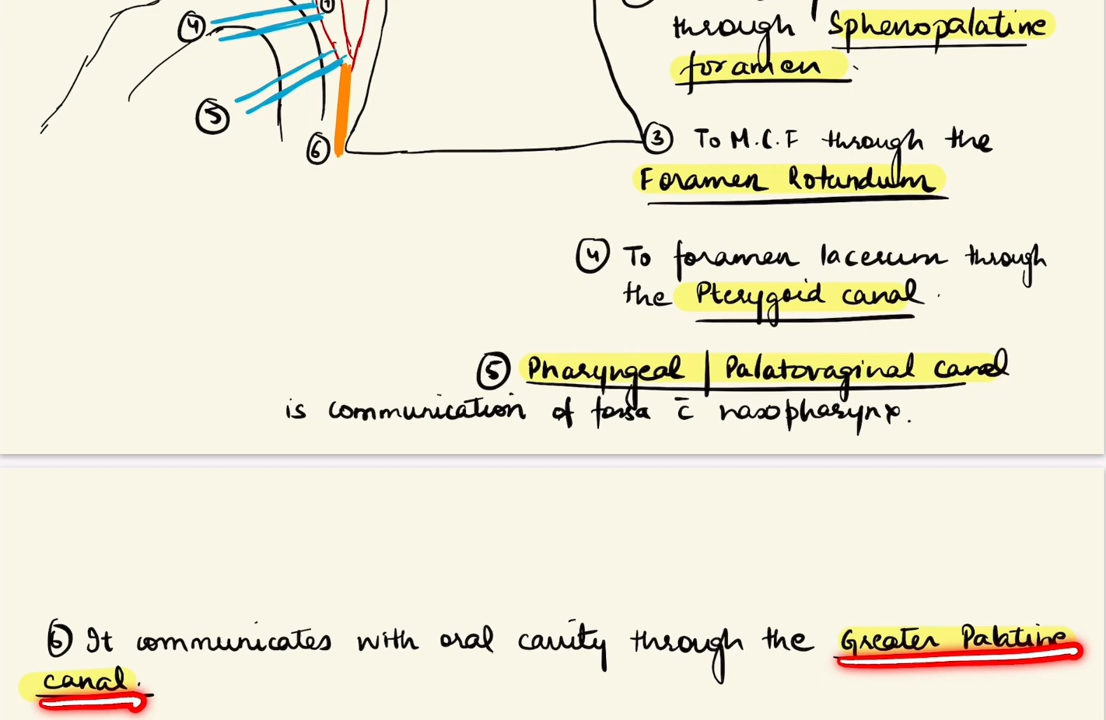 ④
①
⑤
⑥
through Sphenopalatine
foramen.
③ To M.C.F through the
Foramen Rotundum
④ To foramen lacerum through
the Pterygoid canal.
⑤ Pharyngeal | Palatovaginal canal
is communication of fossa c̄ nasopharynx.
⑥ It communicates with oral cavity through the Greater Palatine
canal.